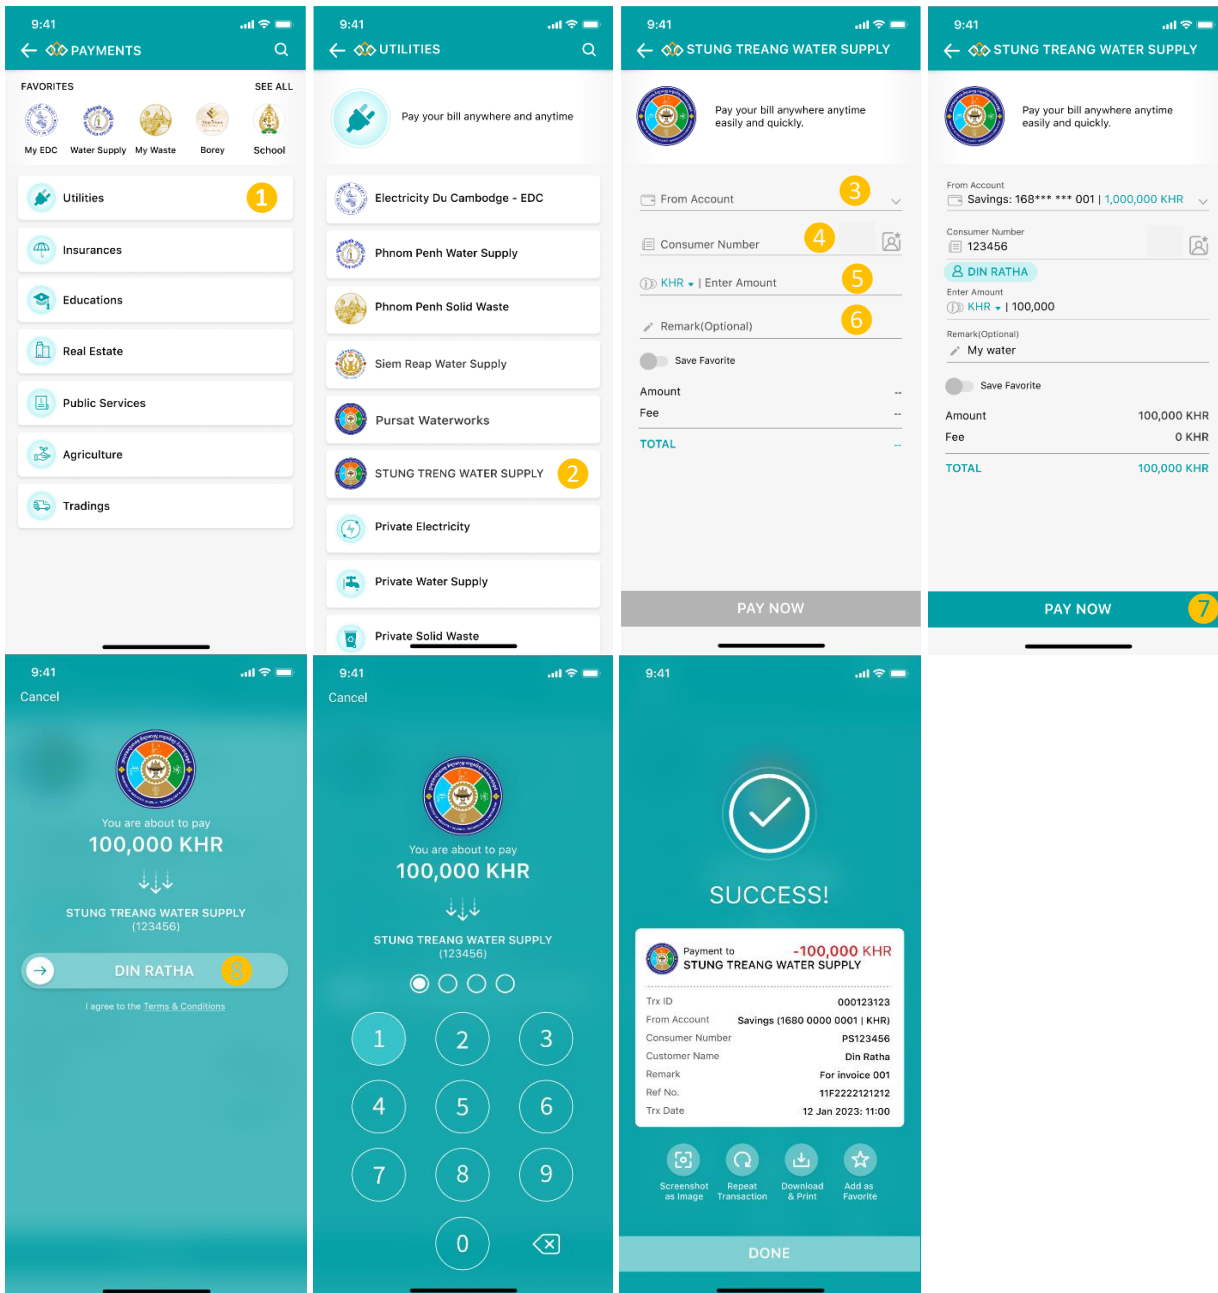 9:41
PAYMENTS
FAVORITES SEE ALL
My EDC Water Supply My Waste Borey School
Utilities 1
Insurances
Educations
Real Estate
Public Services
Agriculture
Tradings
9:41
UTILITIES
Pay your bill anywhere and anytime
Electricity Du Cambodge - EDC
Phnom Penh Water Supply
Phnom Penh Solid Waste
Siem Reap Water Supply
Pursat Waterworks
STUNG TRENG WATER SUPPLY 2
Private Electricity
Private Water Supply
Private Solid Waste
9:41
STUNG TREANG WATER SUPPLY
Pay your bill anywhere anytime
easily and quickly.
From Account 3
Consumer Number 4
KHR | Enter Amount 5
Remark(Optional) 6
Save Favorite
Amount --
Fee --
TOTAL --
PAY NOW
9:41
STUNG TREANG WATER SUPPLY
Pay your bill anywhere anytime
easily and quickly.
From Account
Savings: 168*** *** 001 | 1,000,000 KHR
Consumer Number
123456
DIN RATHA
Enter Amount
KHR | 100,000
Remark(Optional)
My water
Save Favorite
Amount 100,000 KHR
Fee 0 KHR
TOTAL 100,000 KHR
PAY NOW 7
9:41
Cancel
You are about to pay
100,000 KHR
STUNG TREANG WATER SUPPLY
(123456)
DIN RATHA 8
I agree to the Terms & Conditions
9:41
Cancel
You are about to pay
100,000 KHR
STUNG TREANG WATER SUPPLY
(123456)
1 2 3
4 5 6
7 8 9
0
9:41
SUCCESS!
Payment to -100,000 KHR
STUNG TREANG WATER SUPPLY
Trx ID 000123123
From Account Savings (1680 0000 0001 | KHR)
Consumer Number PS123456
Customer Name Din Ratha
Remark For invoice 001
Ref No. 11F2222121212
Trx Date 12 Jan 2023: 11:00
Screenshot as Image
Repeat Transaction
Download & Print
Add as Favorite
DONE